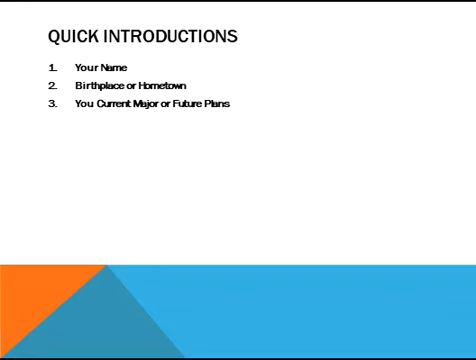 QUICK INTRODUCTIONS
1. Your Name
2. Birthplace or Hometown
3. You Current Major or Future Plans